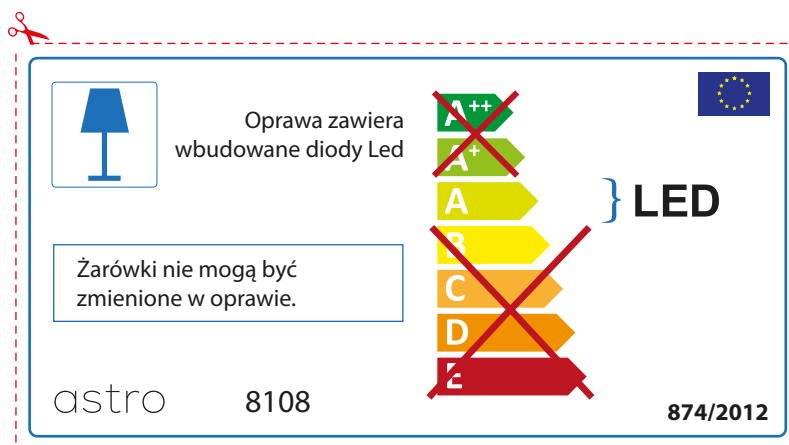 Oprawa zawiera
wbudowane diody Led
A++
A+
A
B
C
D
E
LED
Żarówki nie mogą być
zmienione w oprawie.
astro
8108
874/2012